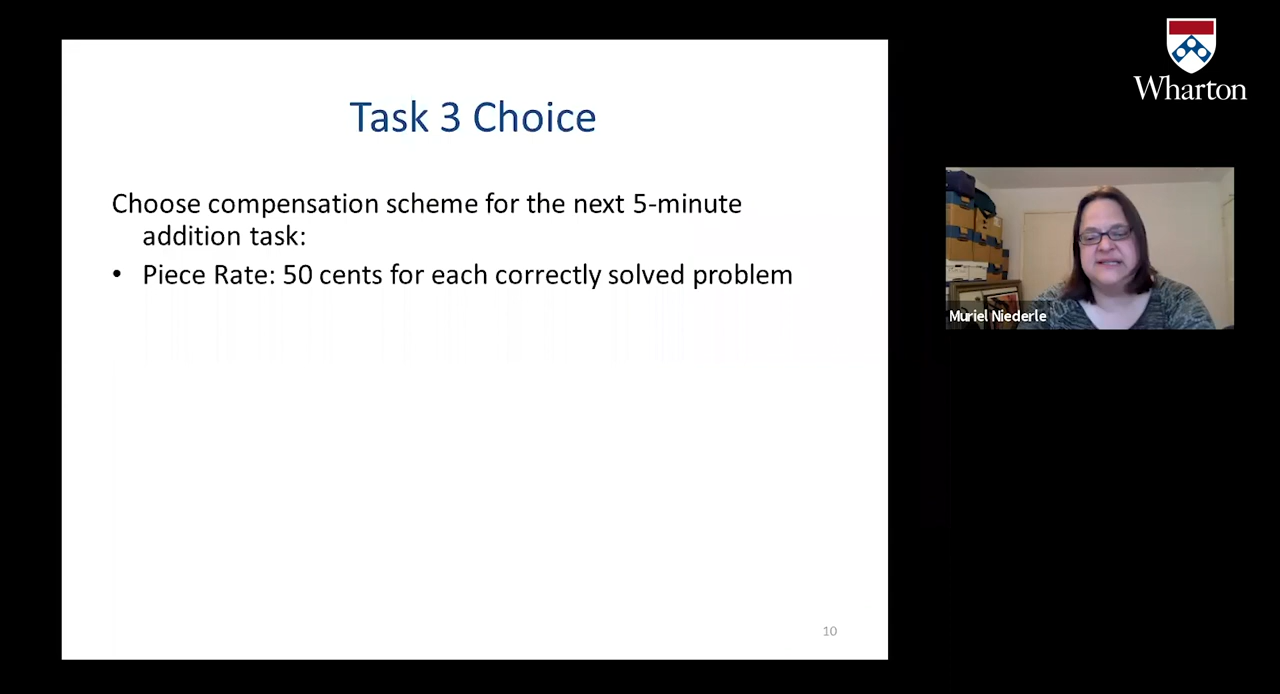 Wharton
Task 3 Choice
Choose compensation scheme for the next 5-minute
addition task:
• Piece Rate: 50 cents for each correctly solved problem
Muriel Niederle
10